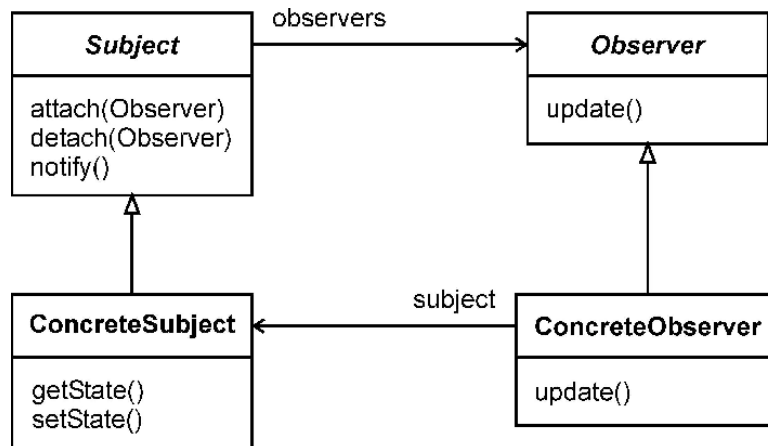 observers
Subject
Observer
attach(Observer)
detach(Observer)
notify()
update()
subject
ConcreteSubject
ConcreteObserver
getState()
setState()
update()